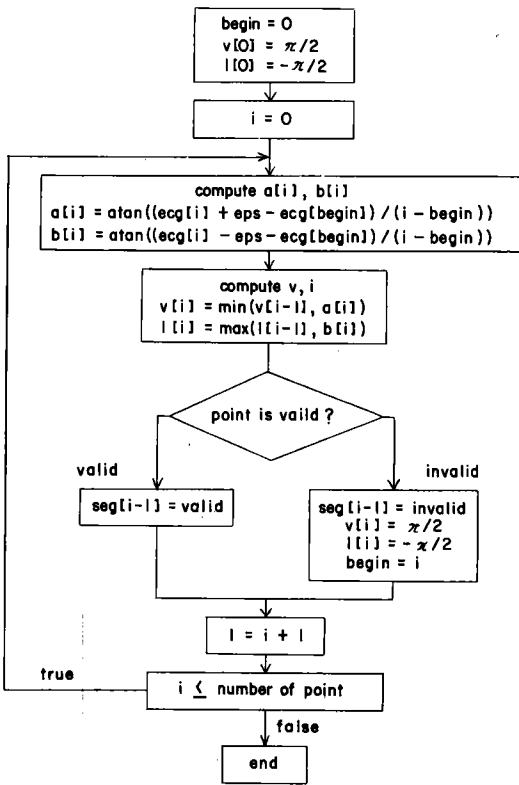 begin = 0
v[0] = π/2
l[0] = -π/2
i = 0
compute a[i], b[i]
a[i] = atan((ecg[i] + eps - ecg[begin]) / (i - begin))
b[i] = atan((ecg[i] - eps - ecg[begin]) / (i - begin))
compute v, i
v[i] = min(v[i-1], a[i])
l[i] = max(l[i-1], b[i])
point is vaild ?
valid
invalid
seg[i-1] = valid
seg[i-1] = invalid
v[i] = π/2
l[i] = -π/2
begin = i
l = i + l
true
i ≤ number of point
false
end